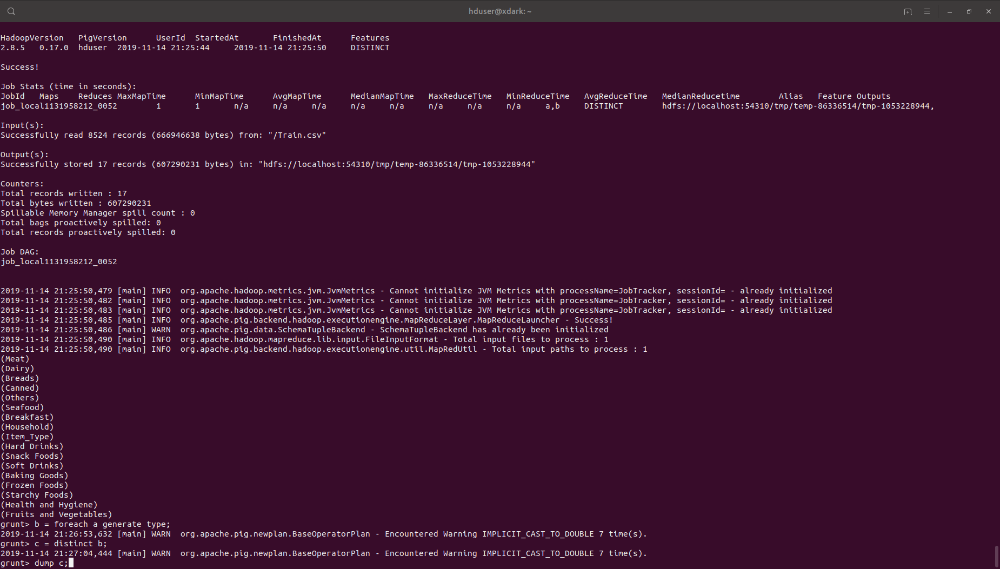 hduser@xdark: ~
HadoopVersion PigVersion UserId StartedAt FinishedAt Features
2.8.5 0.17.0 hduser 2019-11-14 21:25:44 2019-11-14 21:25:50 DISTINCT
Success!
Job Stats (time in seconds):
JobId Maps Reduces MaxMapTime MinMapTime AvgMapTime MedianMapTime MaxReduceTime MinReduceTime AvgReduceTime MedianReducetime Alias Feature Outputs
job_local1131958212_0052 1 1 n/a n/a n/a n/a n/a n/a n/a n/a a,b DISTINCT hdfs://localhost:54310/tmp/temp-86336514/tmp-1053228944,
Input(s):
Successfully read 8524 records (666946638 bytes) from: "/Train.csv"
Output(s):
Successfully stored 17 records (607290231 bytes) in: "hdfs://localhost:54310/tmp/temp-86336514/tmp-1053228944"
Counters:
Total records written : 17
Total bytes written : 607290231
Spillable Memory Manager spill count : 0
Total bags proactively spilled: 0
Total records proactively spilled: 0
Job DAG:
job_local1131958212_0052
2019-11-14 21:25:50,479 [main] INFO org.apache.hadoop.metrics.jvm.JvmMetrics - Cannot initialize JVM Metrics with processName=JobTracker, sessionId= - already initialized
2019-11-14 21:25:50,482 [main] INFO org.apache.hadoop.metrics.jvm.JvmMetrics - Cannot initialize JVM Metrics with processName=JobTracker, sessionId= - already initialized
2019-11-14 21:25:50,483 [main] INFO org.apache.hadoop.metrics.jvm.JvmMetrics - Cannot initialize JVM Metrics with processName=JobTracker, sessionId= - already initialized
2019-11-14 21:25:50,485 [main] INFO org.apache.pig.backend.hadoop.executionengine.mapReduceLayer.MapReduceLauncher - Success!
2019-11-14 21:25:50,486 [main] WARN org.apache.pig.data.SchemaTupleBackend - SchemaTupleBackend has already been initialized
2019-11-14 21:25:50,490 [main] INFO org.apache.hadoop.mapreduce.lib.input.FileInputFormat - Total input files to process : 1
2019-11-14 21:25:50,490 [main] INFO org.apache.pig.backend.hadoop.executionengine.util.MapRedUtil - Total input paths to process : 1
(Meat)
(Dairy)
(Breads)
(Canned)
(Others)
(Seafood)
(Breakfast)
(Household)
(Item_Type)
(Hard Drinks)
(Snack Foods)
(Soft Drinks)
(Baking Goods)
(Frozen Foods)
(Starchy Foods)
(Health and Hygiene)
(Fruits and Vegetables)
grunt> b = foreach a generate type;
2019-11-14 21:26:53,632 [main] WARN org.apache.pig.newplan.BaseOperatorPlan - Encountered Warning IMPLICIT_CAST_TO_DOUBLE 7 time(s).
grunt> c = distinct b;
2019-11-14 21:27:04,444 [main] WARN org.apache.pig.newplan.BaseOperatorPlan - Encountered Warning IMPLICIT_CAST_TO_DOUBLE 7 time(s).
grunt> dump c;